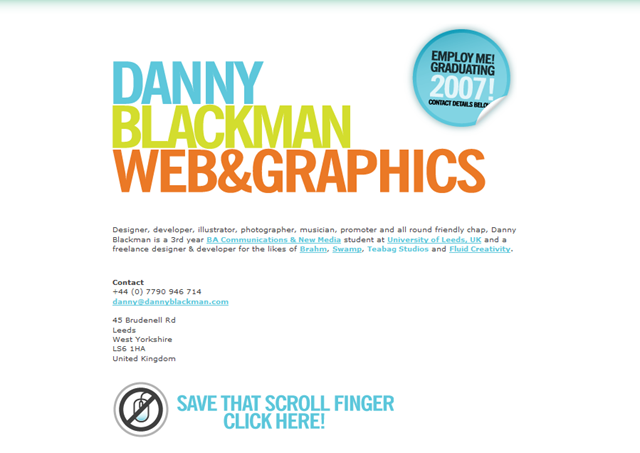 EMPLOY ME!
GRADUATING
2007!
CONTACT DETAILS BELOW
DANNY
BLACKMAN
WEB&GRAPHICS
Designer, developer, illustrator, photographer, musician, promoter and all round friendly chap, Danny
Blackman is a 3rd year BA Communications & New Media student at University of Leeds, UK and a
freelance designer & developer for the likes of Brahm, Swamp, Teabag Studios and Fluid Creativity.
Contact
+44 (0) 7790 946 714
danny@dannyblackman.com
45 Brudenell Rd
Leeds
West Yorkshire
LS6 1HA
United Kingdom
SAVE THAT SCROLL FINGER
CLICK HERE!